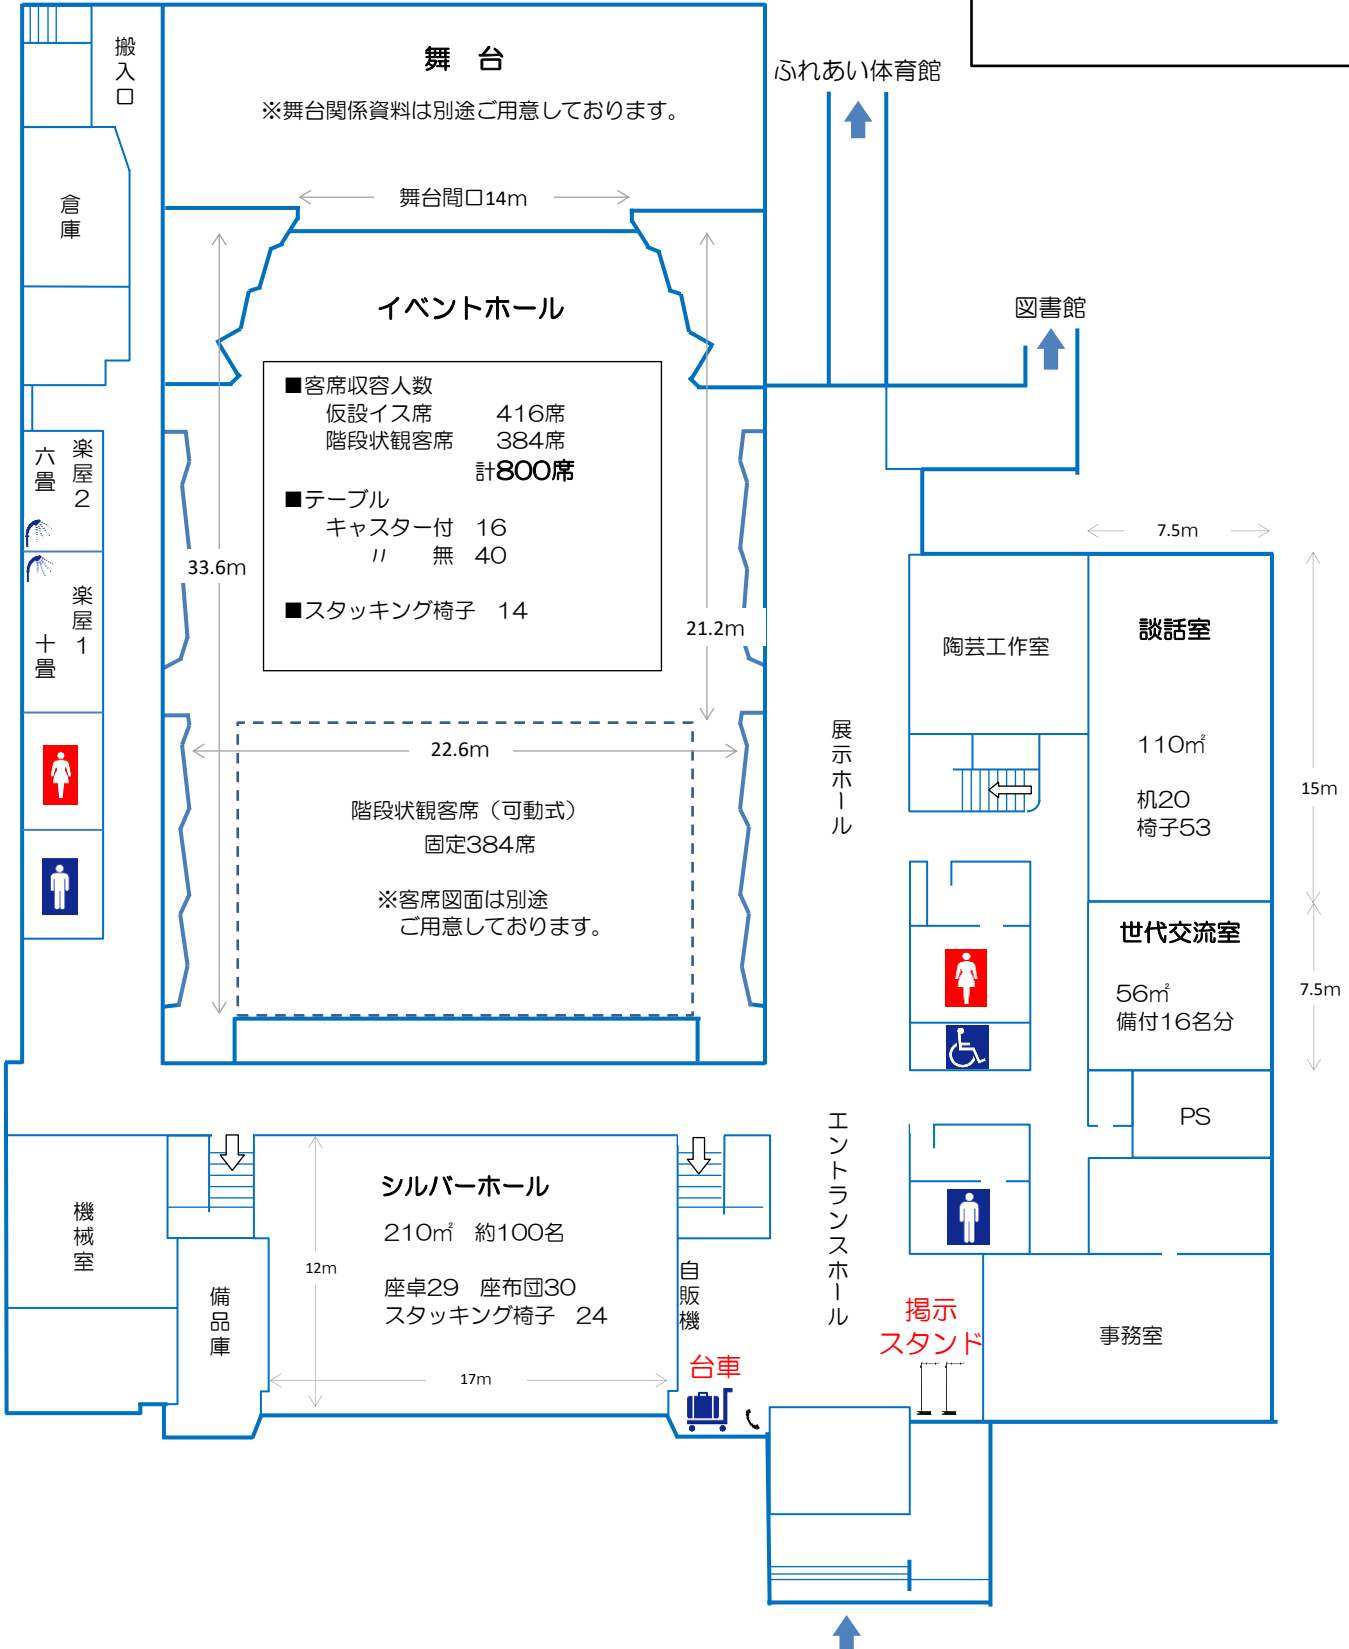 搬入口
舞 台
※舞台関係資料は別途ご用意しております。
ふれあい体育館
舞台間口14m
倉庫
イベントホール
図書館
■客席収容人数
仮設イス席 416席
階段状観客席 384席
計800席
■テーブル
キャスター付 16
〃 無 40
■スタッキング椅子 14
楽屋2
六畳
楽屋1
十畳
33.6m
21.2m
7.5m
陶芸工作室
談話室
110㎡
机20
椅子53
15m
展示ホール
22.6m
階段状観客席（可動式）
固定384席
※客席図面は別途
ご用意しております。
世代交流室
56㎡
備付16名分
7.5m
PS
エントランスホール
シルバーホール
210㎡ 約100名
座卓29 座布団30
スタッキング椅子 24
12m
17m
機械室
備品庫
自販機
台車
掲示
スタンド
事務室